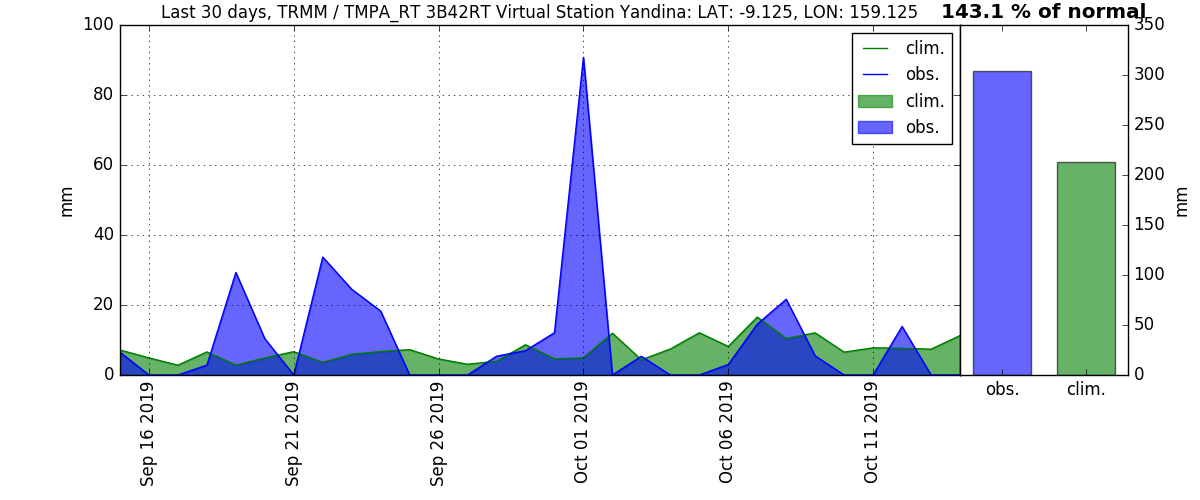 Last 30 days, TRMM / TMPA_RT 3B42RT Virtual Station Yandina: LAT: -9.125, LON: 159.125
143.1 % of normal
100
80
60
40
20
0
mm
clim.
obs.
clim.
obs.
350
300
250
200
150
100
50
0
mm
Sep 16 2019
Sep 21 2019
Sep 26 2019
Oct 01 2019
Oct 06 2019
Oct 11 2019
obs.
clim.